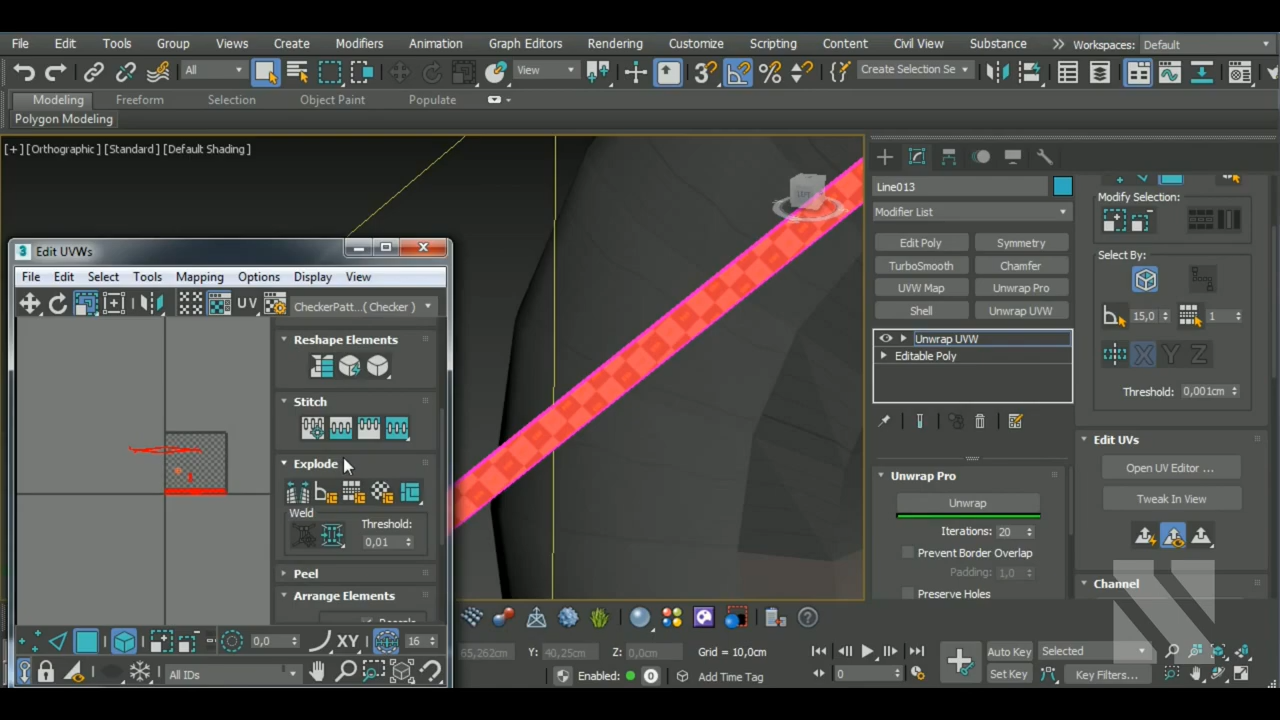 File Edit Tools Group Views Create Modifiers Animation Graph Editors Rendering Customize Scripting Content Civil View Substance Workspaces: Default
All View Create Selection Se
Modeling Freeform Selection Object Paint Populate
Polygon Modeling
[+] [Orthographic] [Standard] [Default Shading]
Line013
Modifier List
Edit Poly Symmetry
TurboSmooth Chamfer
UVW Map Unwrap Pro
Shell Unwrap UVW
Unwrap UVW
Editable Poly
Unwrap Pro
Unwrap
Iterations: 20
Prevent Border Overlap
Padding: 1,0
Preserve Holes
Modify Selection:
Select By:
15,0 1
X Y Z
Threshold: 0,001cm
Edit UVs
Open UV Editor ...
Tweak In View
Channel
3 Edit UVWs
File Edit Select Tools Mapping Options Display View
UV CheckerPatt...( Checker )
Reshape Elements
Stitch
Explode
Weld
Threshold:
0,01
Peel
Arrange Elements
0,0 XY 16
All IDs
65,262cm Y: 40,25cm Z: 0,0cm Grid = 10,0cm
Enabled: 0 Add Time Tag
0
Auto Key Selected
Set Key Key Filters...